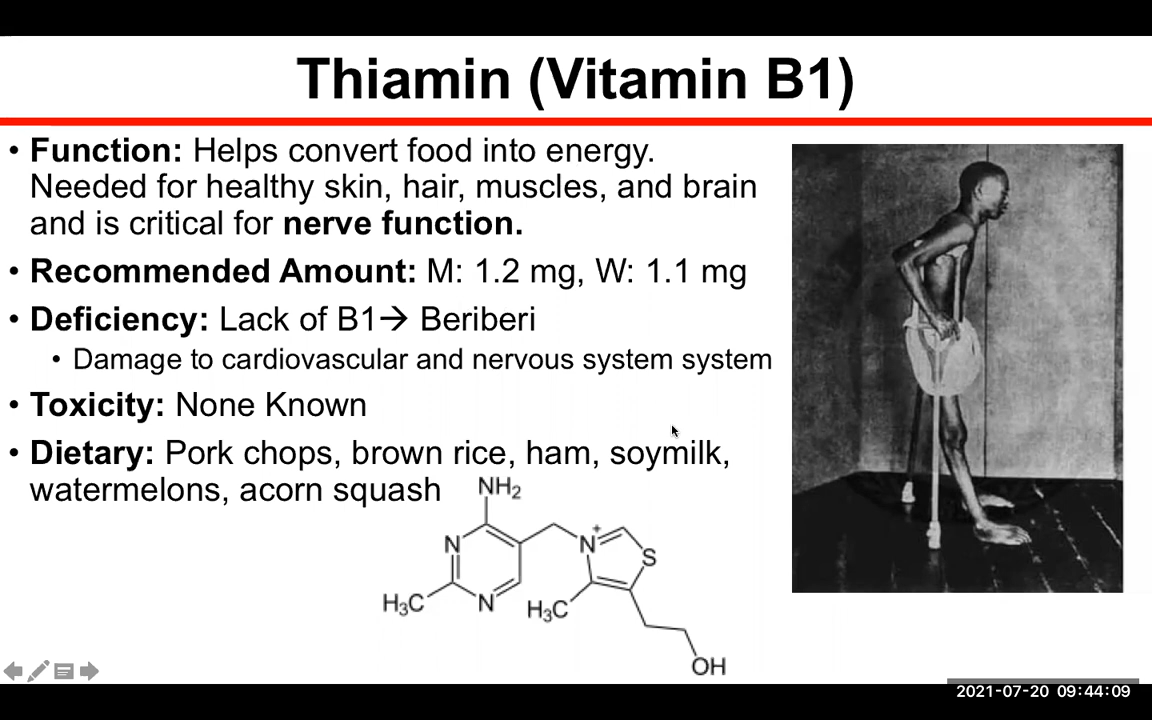 Thiamin (Vitamin B1)
• Function: Helps convert food into energy.
Needed for healthy skin, hair, muscles, and brain
and is critical for nerve function.
• Recommended Amount: M: 1.2 mg, W: 1.1 mg
• Deficiency: Lack of B1→ Beriberi
• Damage to cardiovascular and nervous system system
• Toxicity: None Known
• Dietary: Pork chops, brown rice, ham, soymilk,
watermelons, acorn squash
NH₂
N
N
H₃C
N
+
S
H₃C
OH
2021-07-20 09:44:09